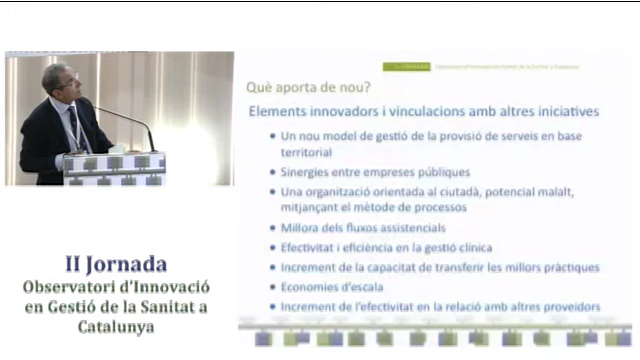 II Jornada
Què aporta de nou?
Elements innovadors i vinculacions amb altres iniciatives
Un nou model de gestió de la provisió de serveis en base
territorial
Sinergies entre empreses públiques
Una organització orientada al ciutadà, potencial malalt,
mitjançant el mètode de processos
Millora dels fluxos assistencials
Efectivitat i eficiència en la gestió clínica
Increment de la capacitat de transferir les millors pràctiques
Economies d'escala
Increment de l'efectivitat en la relació amb altres proveïdors
II Jornada
Observatori d'Innovació
en Gestió de la Sanitat a
Catalunya